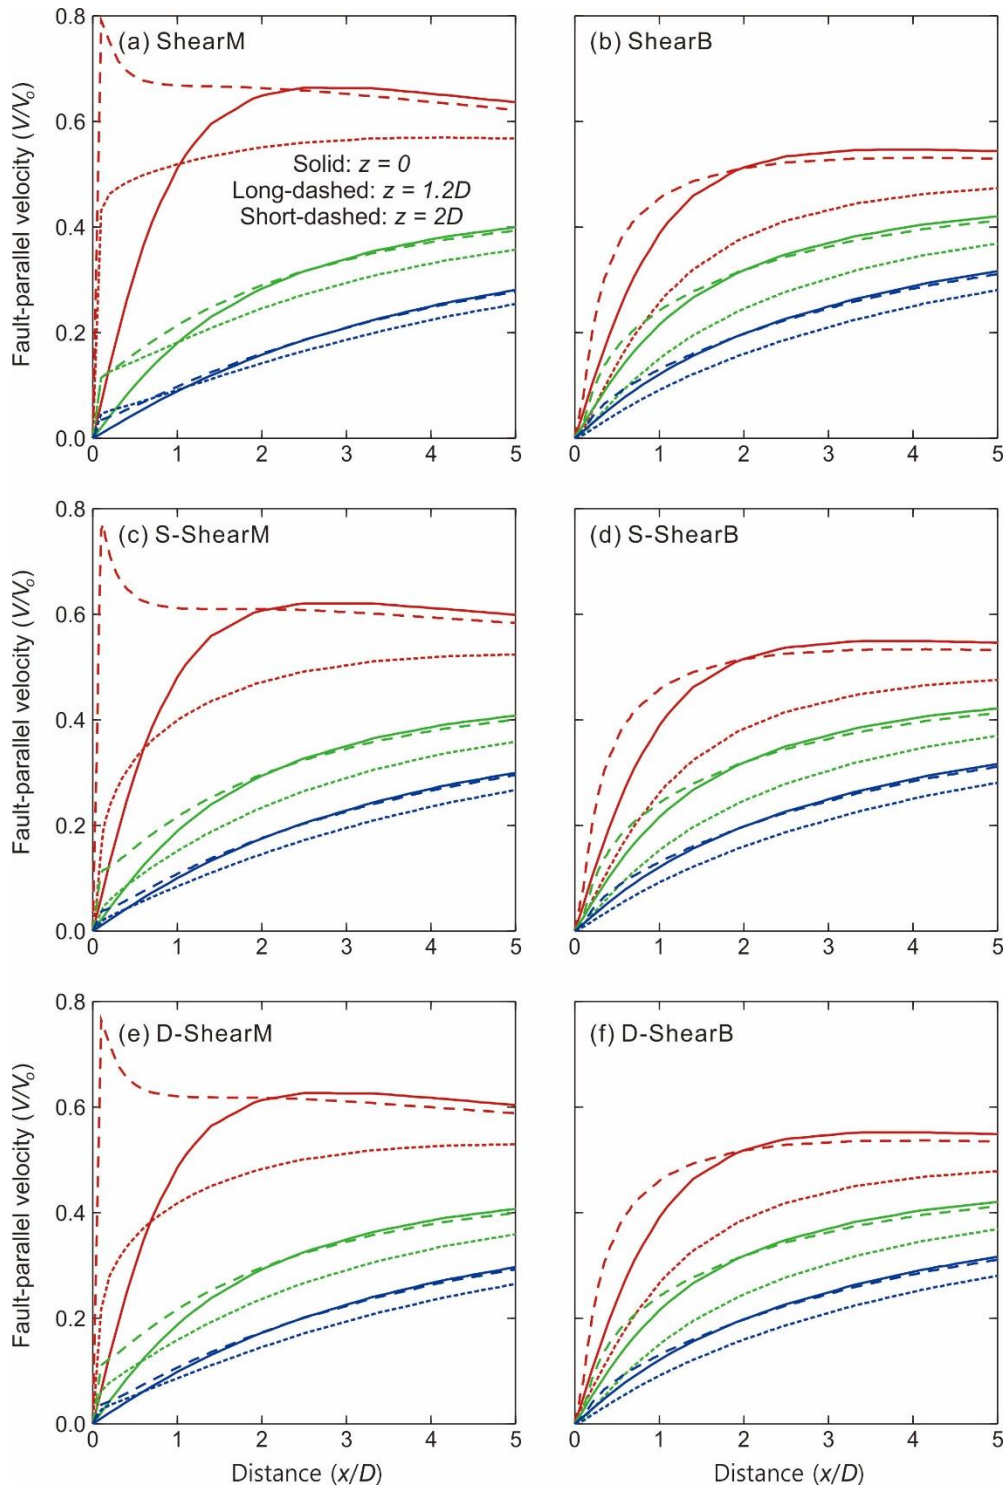 0.8
(a) ShearM
(b) ShearB
Fault-parallel velocity (V/Vo)
0.6
Solid: z = 0
Long-dashed: z = 1.2D
Short-dashed: z = 2D
0.4
0.2
0.0
0 1 2 3 4 5
0 1 2 3 4 5
0.8
(c) S-ShearM
(d) S-ShearB
Fault-parallel velocity (V/Vo)
0.6
0.4
0.2
0.0
0 1 2 3 4 5
0 1 2 3 4 5
0.8
(e) D-ShearM
(f) D-ShearB
Fault-parallel velocity (V/Vo)
0.6
0.4
0.2
0.0
0 1 2 3 4 5
0 1 2 3 4 5
Distance (x/D)
Distance (x/D)